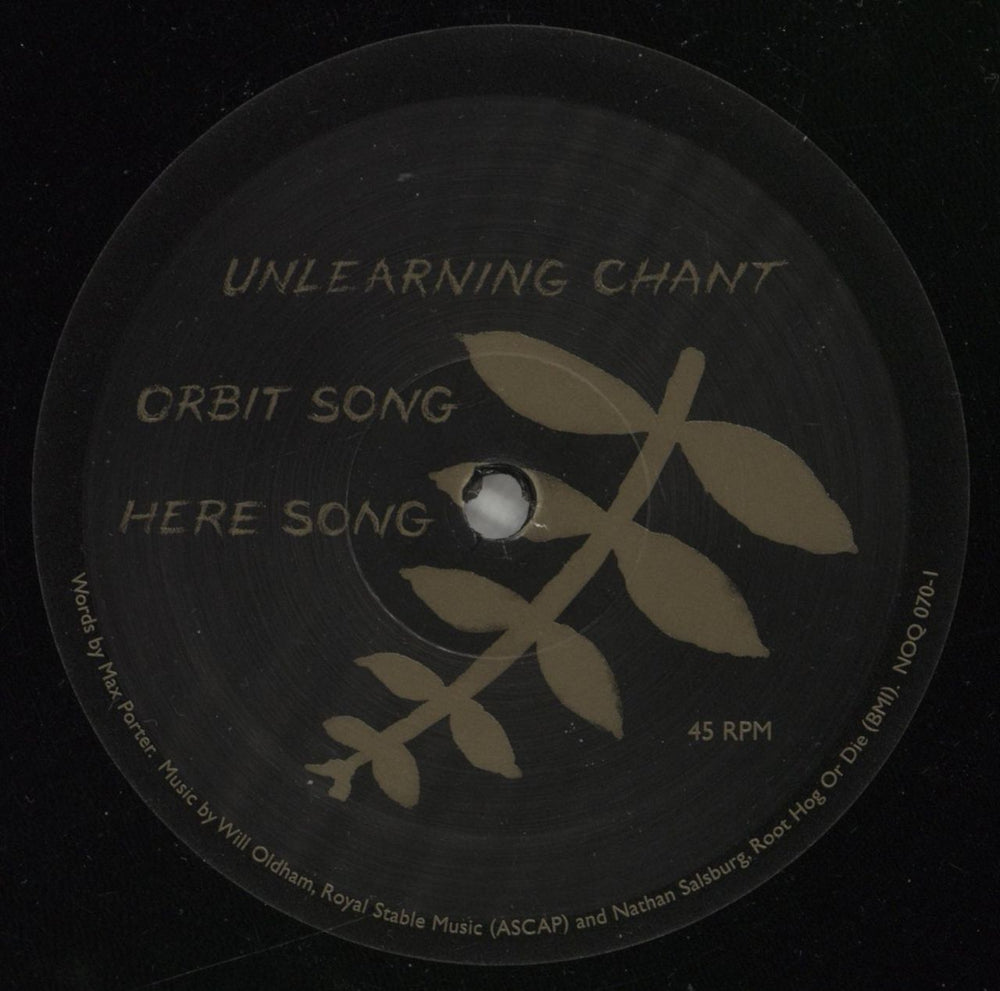 UNLEARNING CHANT
ORBIT SONG
HERE SONG
45 RPM
Words by Max Porter. Music by Will Oldham, Royal Stable Music (ASCAP) and Nathan Salsburg, Root Hog Or Die (BMI). NOQ 070-1